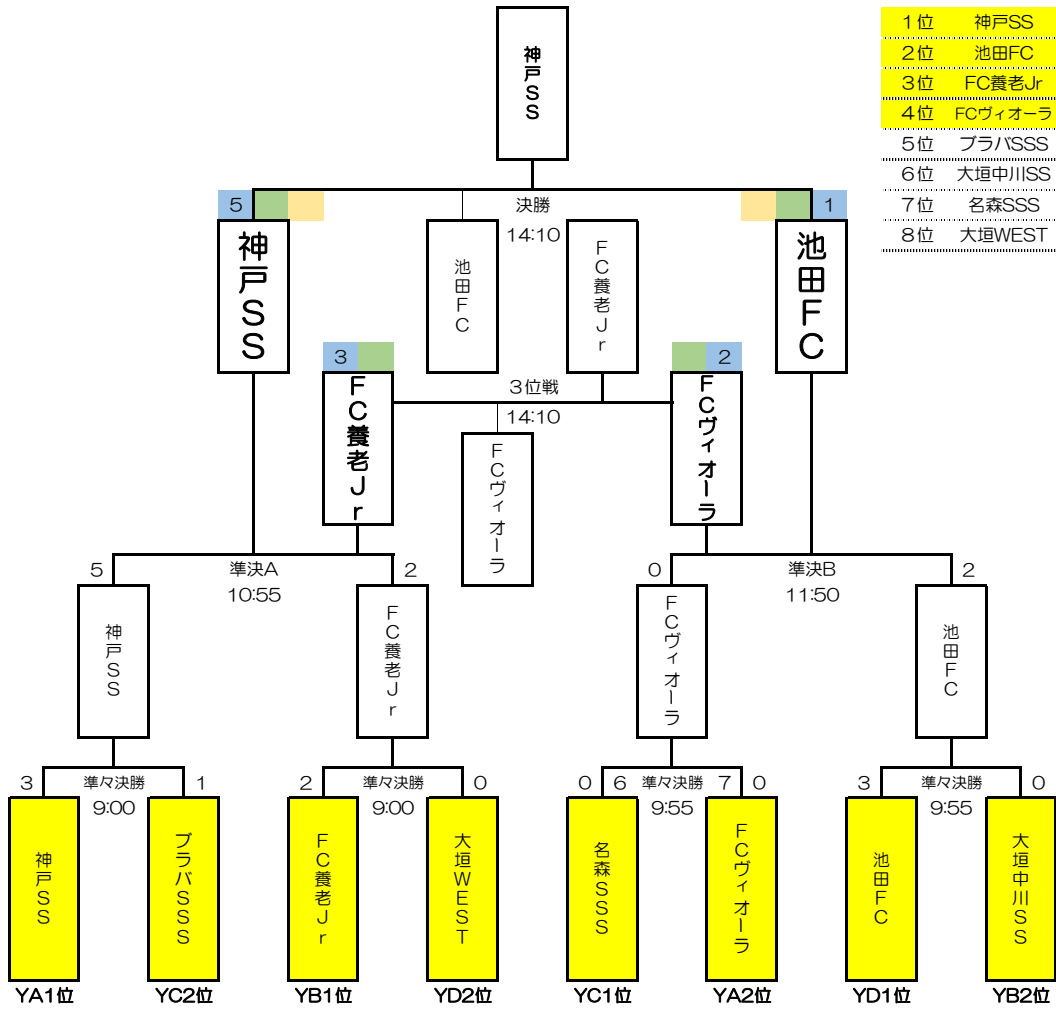 神戸SS
1位 神戸SS
2位 池田FC
3位 FC養老Jr
4位 FCヴィオーラ
5位 ブラバSSS
6位 大垣中川SS
7位 名森SSS
8位 大垣WEST
5 決勝 1
14:10
神戸SS
池田FC
FC養老Jr
池田FC
3 3位戦 2
14:10
FC養老Jr
FCヴィオーラ
FCヴィオーラ
5 準決A 2
10:55
0 準決B 2
11:50
神戸SS
FC養老Jr
FCヴィオーラ
池田FC
3 準々決勝 1
9:00
2 準々決勝 0
9:00
0 6 準々決勝 7 0
9:55
3 準々決勝 0
9:55
神戸SS
ブラバSSS
FC養老Jr
大垣WEST
名森SSS
FCヴィオーラ
池田FC
大垣中川SS
YA1位 YC2位 YB1位 YD2位 YC1位 YA2位 YD1位 YB2位